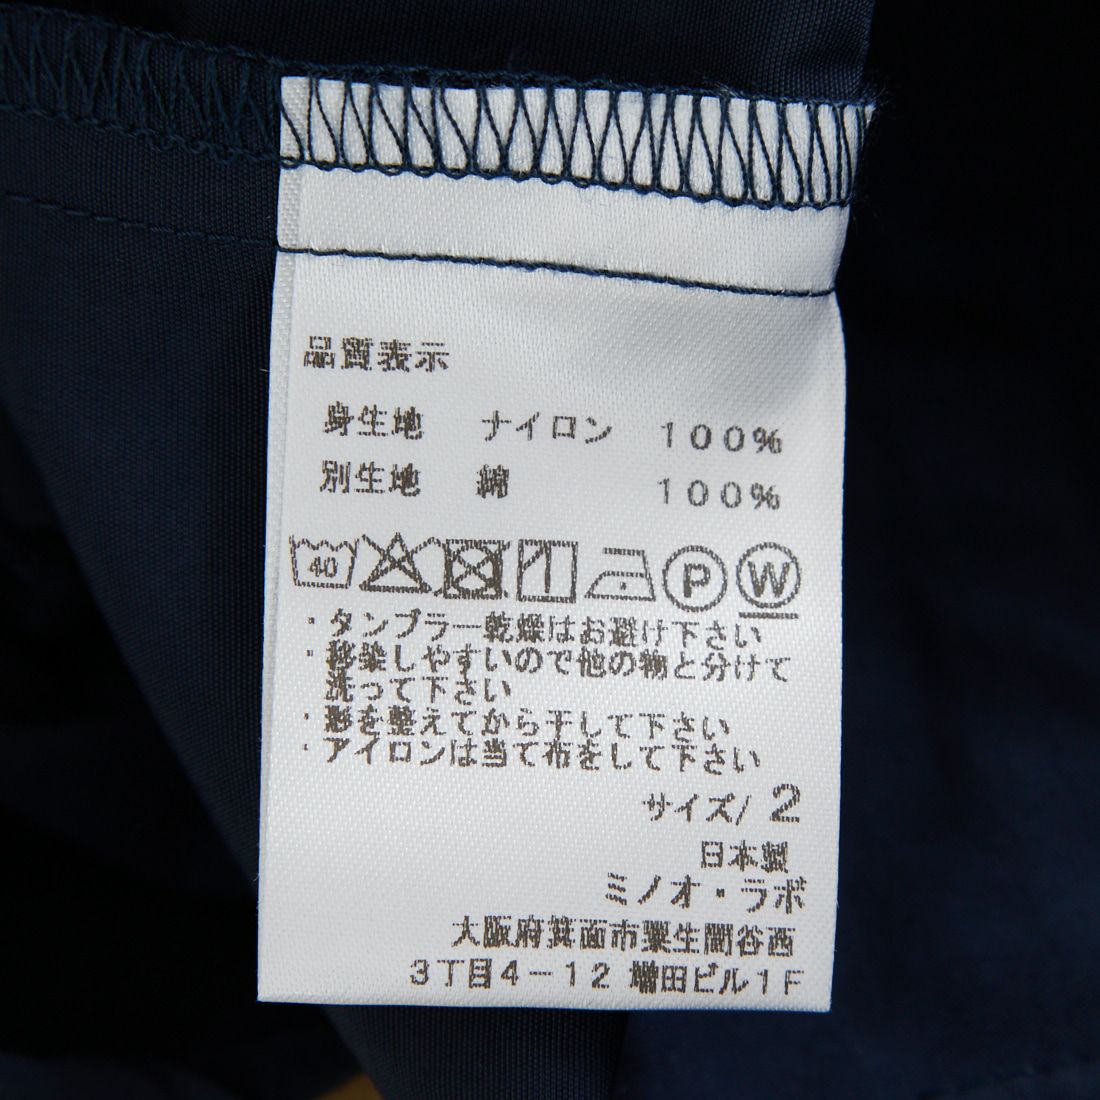 品質表示
身生地 ナイロン 100%
別生地 綿 100%
40 P W
・タンブラー乾燥はお避け下さい
・移染しやすいので他の物と分けて
洗って下さい
・形を整えてから干して下さい
・アイロンは当て布をして下さい
サイズ/ 2
日本製
ミノオ・ラボ
大阪府箕面市粟生間谷西
3丁目4-12 増田ビル1F